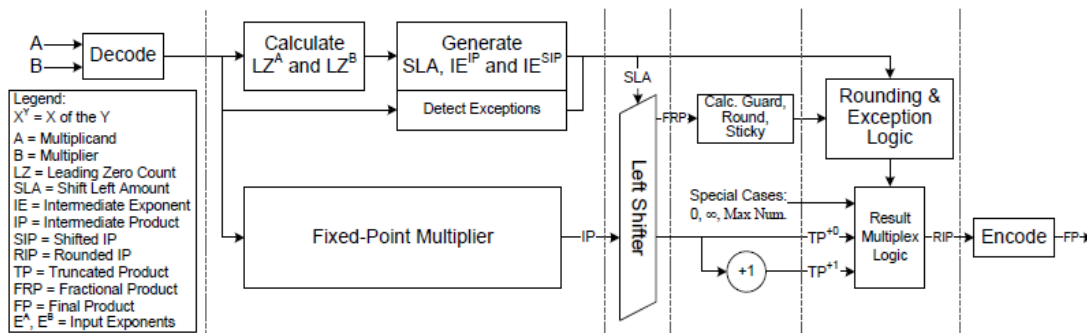 A
B
Decode
Calculate
LZ^A and LZ^B
Generate
SLA, IE^IP and IE^SIP
Detect Exceptions
SLA
FRP
Calc. Guard,
Round,
Sticky
Rounding &
Exception
Logic
Legend:
X^Y = X of the Y
A = Multiplicand
B = Multiplier
LZ = Leading Zero Count
SLA = Shift Left Amount
IE = Intermediate Exponent
IP = Intermediate Product
SIP = Shifted IP
RIP = Rounded IP
TP = Truncated Product
FRP = Fractional Product
FP = Final Product
E^A, E^B = Input Exponents
Fixed-Point Multiplier
IP
Left Shifter
Special Cases:
0, ∞, Max Num.
TP^+0
+1
TP^+1
Result
Multiplex
Logic
RIP
Encode
FP